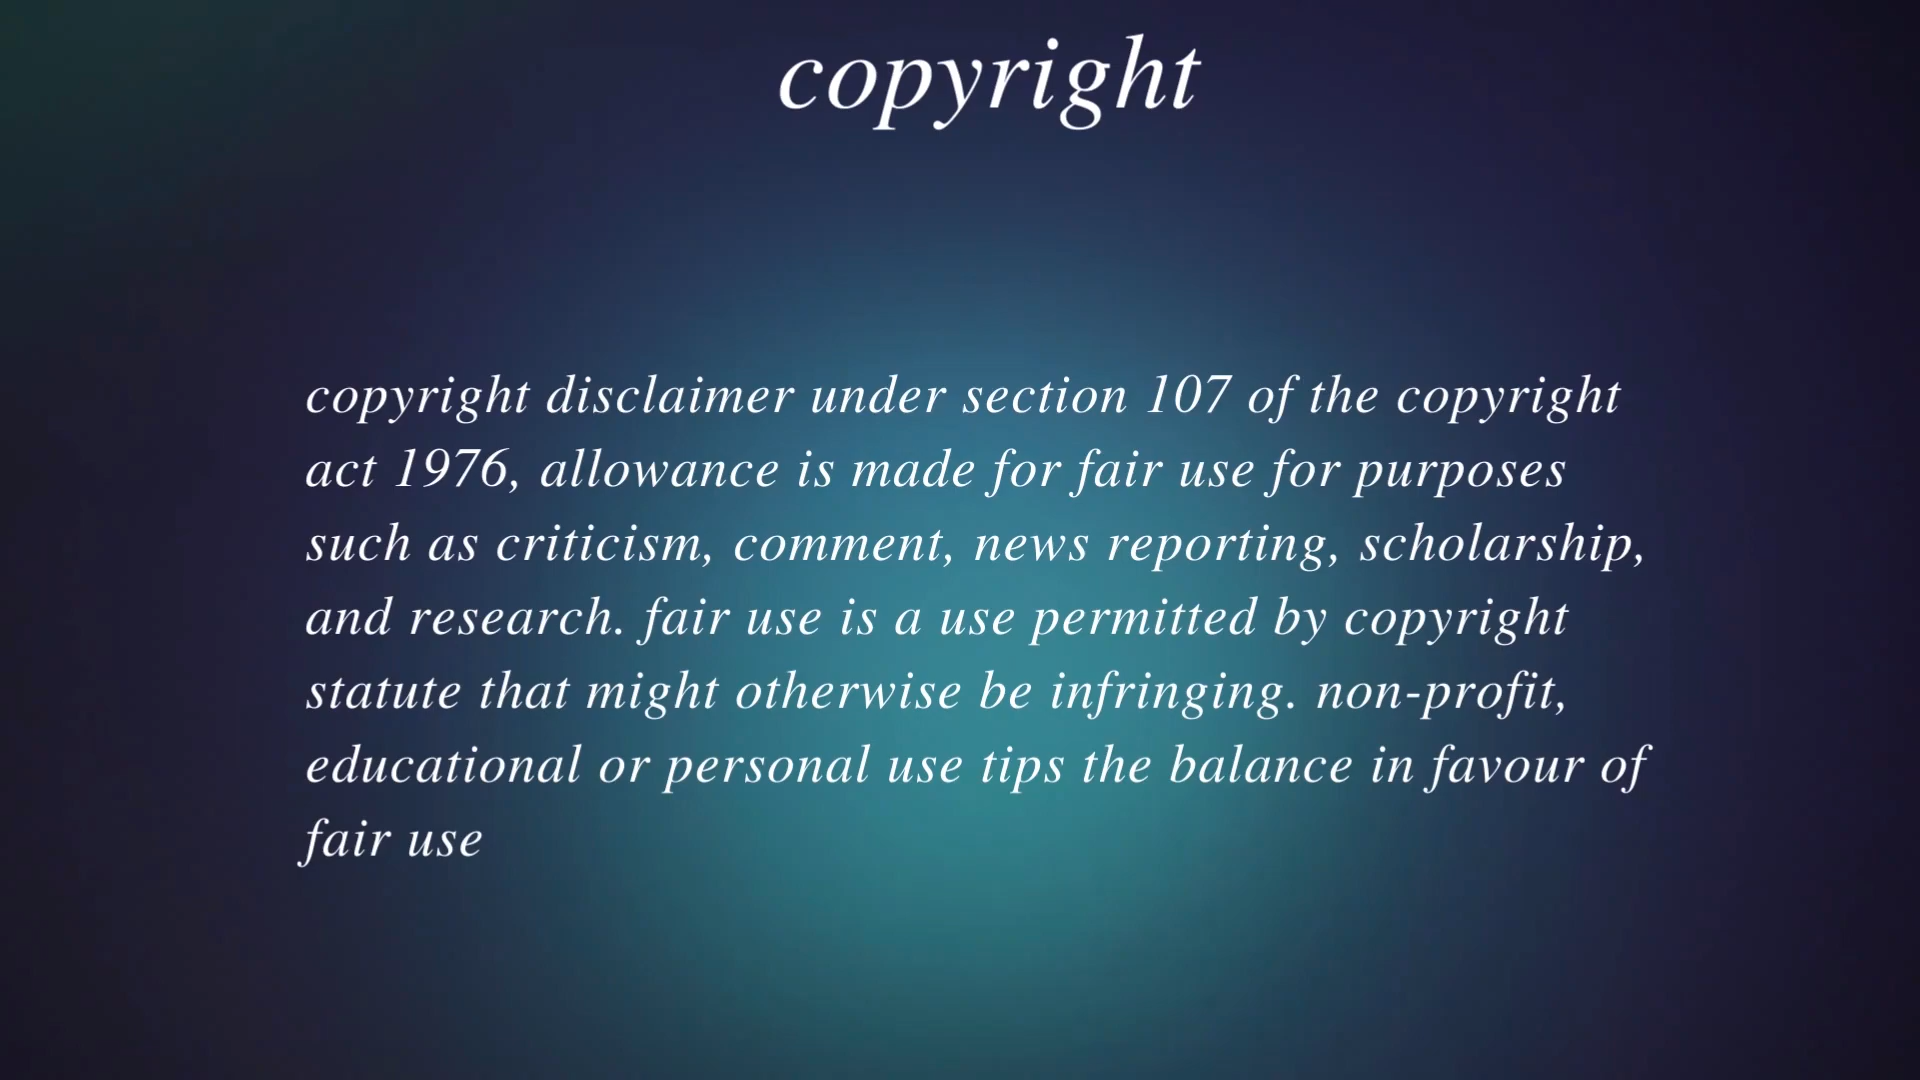 copyright
copyright disclaimer under section 107 of the copyright
act 1976, allowance is made for fair use for purposes
such as criticism, comment, news reporting, scholarship,
and research. fair use is a use permitted by copyright
statute that might otherwise be infringing. non-profit,
educational or personal use tips the balance in favour of
fair use